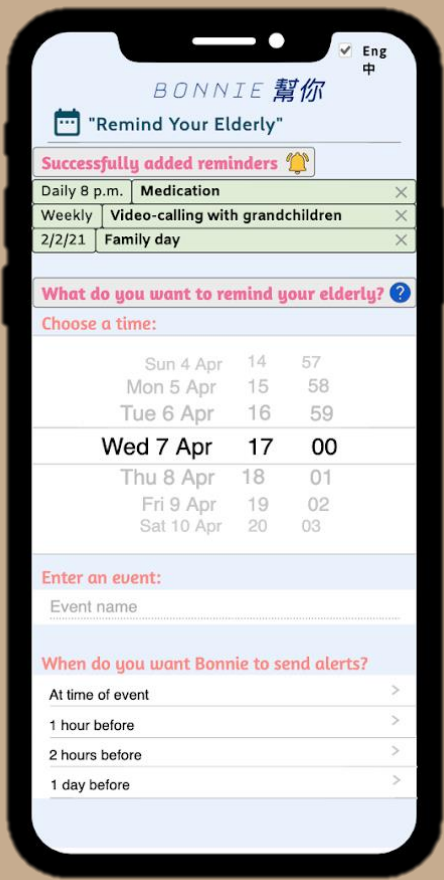 Eng
中
BONNIE 幫你
"Remind Your Elderly"
Successfully added reminders
Daily 8 p.m. Medication
Weekly Video-calling with grandchildren
2/2/21 Family day
What do you want to remind your elderly? ?
Choose a time:
Sun 4 Apr 14 57
Mon 5 Apr 15 58
Tue 6 Apr 16 59
Wed 7 Apr 17 00
Thu 8 Apr 18 01
Fri 9 Apr 19 02
Sat 10 Apr 20 03
Enter an event:
Event name
When do you want Bonnie to send alerts?
At time of event
1 hour before
2 hours before
1 day before